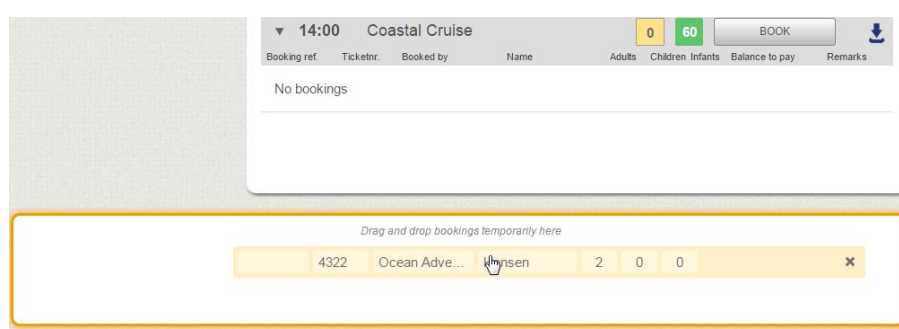 14:00 Coastal Cruise 0 60 BOOK
Booking ref. Ticketnr. Booked by Name Adults Children Infants Balance to pay Remarks
No bookings
Drag and drop bookings temporarily here
4322 Ocean Adve... 2 0 0